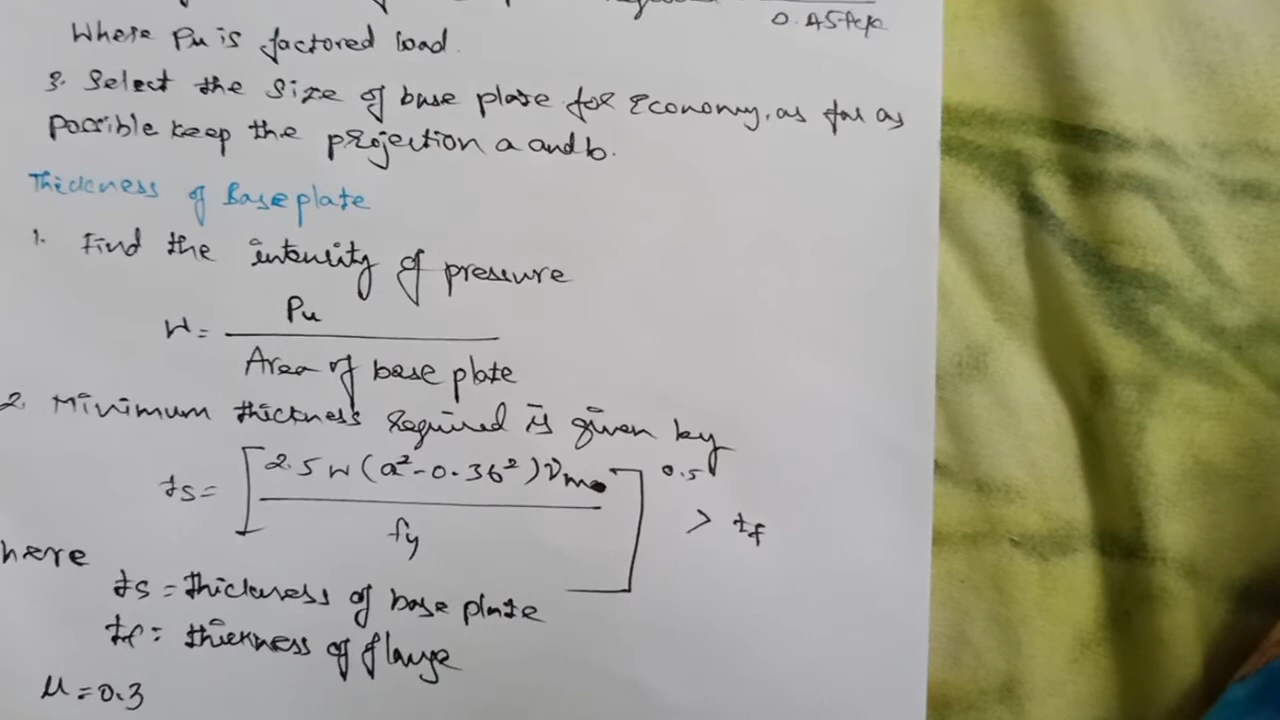 0.45fck
Where Pu is factored load.
3. Select the Size of base plate for Economy, as far as
possible keep the projection a and b.
Thickness of Base plate
1. Find the intensity of pressure
W = Pu
Area of base plate
2. Minimum thickness required is given by
ts = [2.5 W (a²-0.3b²) γmo / fy]^0.5 > tf
here
ts = thickness of base plate
tf = thickness of flange
μ = 0.3